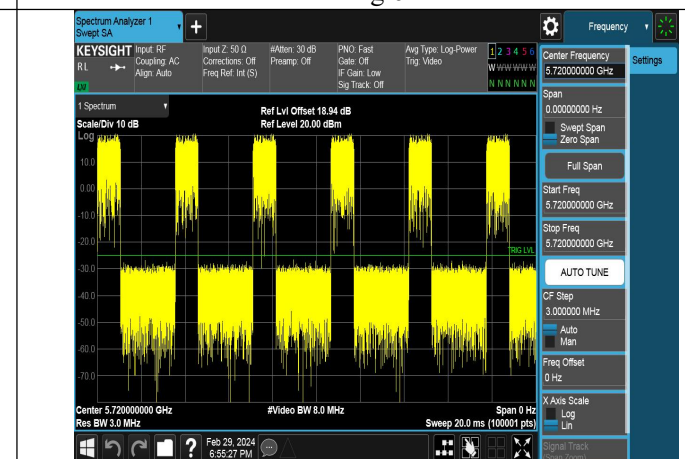 Spectrum Analyzer 1
Swept SA
+
Frequency
KEYSIGHT
RL
LXI
Input: RF
Coupling: AC
Align: Auto
Input Z: 50 Ω
Corrections: Off
Freq Ref: Int (S)
#Atten: 30 dB
Preamp: Off
PNO: Fast
Gate: Off
IF Gain: Low
Sig Track: Off
Avg Type: Log-Power
Trig: Video
1 2 3 4 5 6
W W W W W W
N N N N N N
1 Spectrum
Scale/Div 10 dB
Ref Lvl Offset 18.94 dB
Ref Level 20.00 dBm
Log
10.0
0.00
-10.0
-20.0
TRIG LVL
-30.0
-40.0
-50.0
-60.0
-70.0
Center 5.720000000 GHz
Res BW 3.0 MHz
#Video BW 8.0 MHz
Span 0 Hz
Sweep 20.0 ms (100001 pts)
Feb 29, 2024
6:55:27 PM
Center Frequency
5.720000000 GHz
Settings
Span
0.00000000 Hz
Swept Span
Zero Span
Full Span
Start Freq
5.720000000 GHz
Stop Freq
5.720000000 GHz
AUTO TUNE
CF Step
3.000000 MHz
Auto
Man
Freq Offset
0 Hz
X Axis Scale
Log
Lin
Signal Track
(Span Zoom)